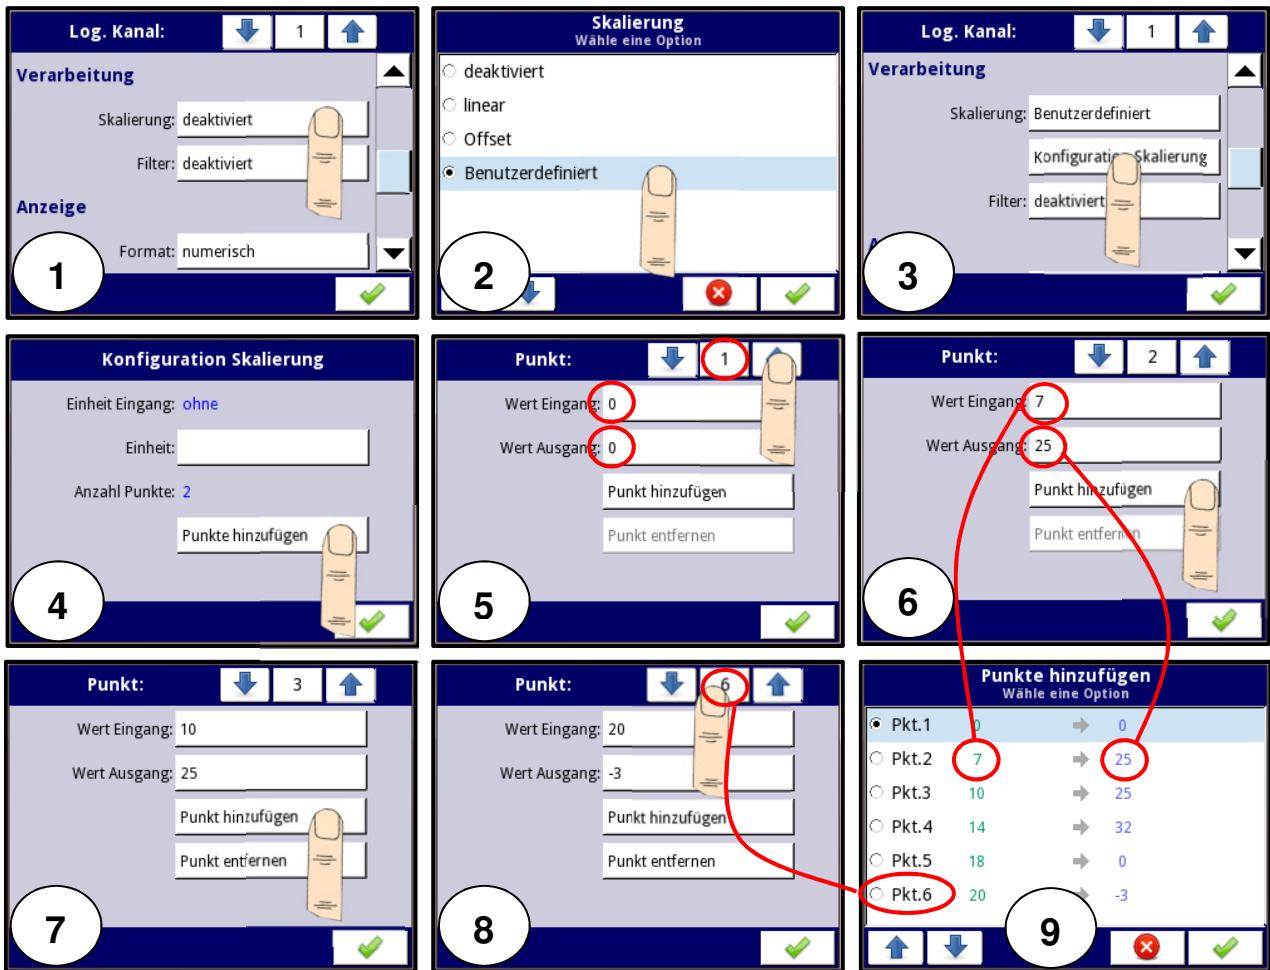 Log. Kanal: 1
Verarbeitung
Skalierung: deaktiviert
Filter: deaktiviert
Anzeige
Format: numerisch
1
Skalierung
Wähle eine Option
deaktiviert
linear
Offset
Benutzerdefiniert
2
Log. Kanal: 1
Verarbeitung
Skalierung: Benutzerdefiniert
Konfiguration Skalierung
Filter: deaktiviert
3
Konfiguration Skalierung
Einheit Eingang: ohne
Einheit:
Anzahl Punkte: 2
Punkte hinzufügen
4
Punkt: 1
Wert Eingang: 0
Wert Ausgang: 0
Punkt hinzufügen
Punkt entfernen
5
Punkt: 2
Wert Eingang: 7
Wert Ausgang: 25
Punkt hinzufügen
Punkt entfernen
6
Punkt: 3
Wert Eingang: 10
Wert Ausgang: 25
Punkt hinzufügen
Punkt entfernen
7
Punkt: 6
Wert Eingang: 20
Wert Ausgang: -3
Punkt hinzufügen
Punkt entfernen
8
Punkte hinzufügen
Wähle eine Option
Pkt.1 0 0
Pkt.2 7 25
Pkt.3 10 25
Pkt.4 14 32
Pkt.5 18 0
Pkt.6 20 -3
9